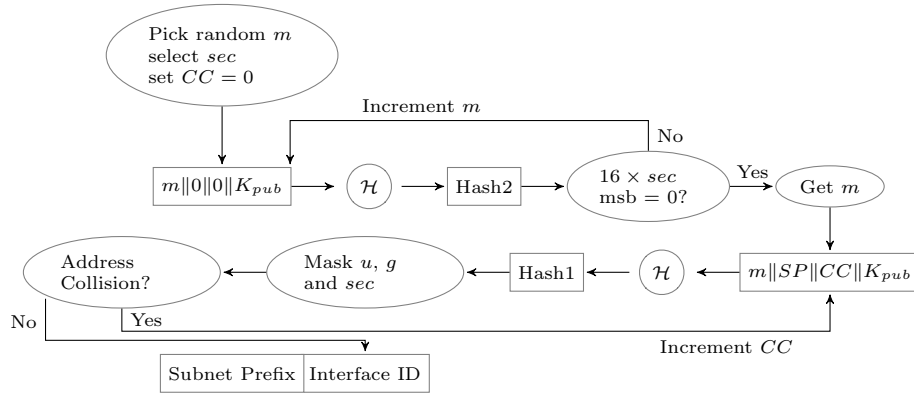 Pick random m
select sec
set CC = 0
Increment m
No
m‖0‖0‖K_pub
H
Hash2
16 × sec
msb = 0?
Yes
Get m
Address
Collision?
Mask u, g
and sec
Hash1
H
m‖SP‖CC‖K_pub
No
Yes
Increment CC
Subnet Prefix
Interface ID